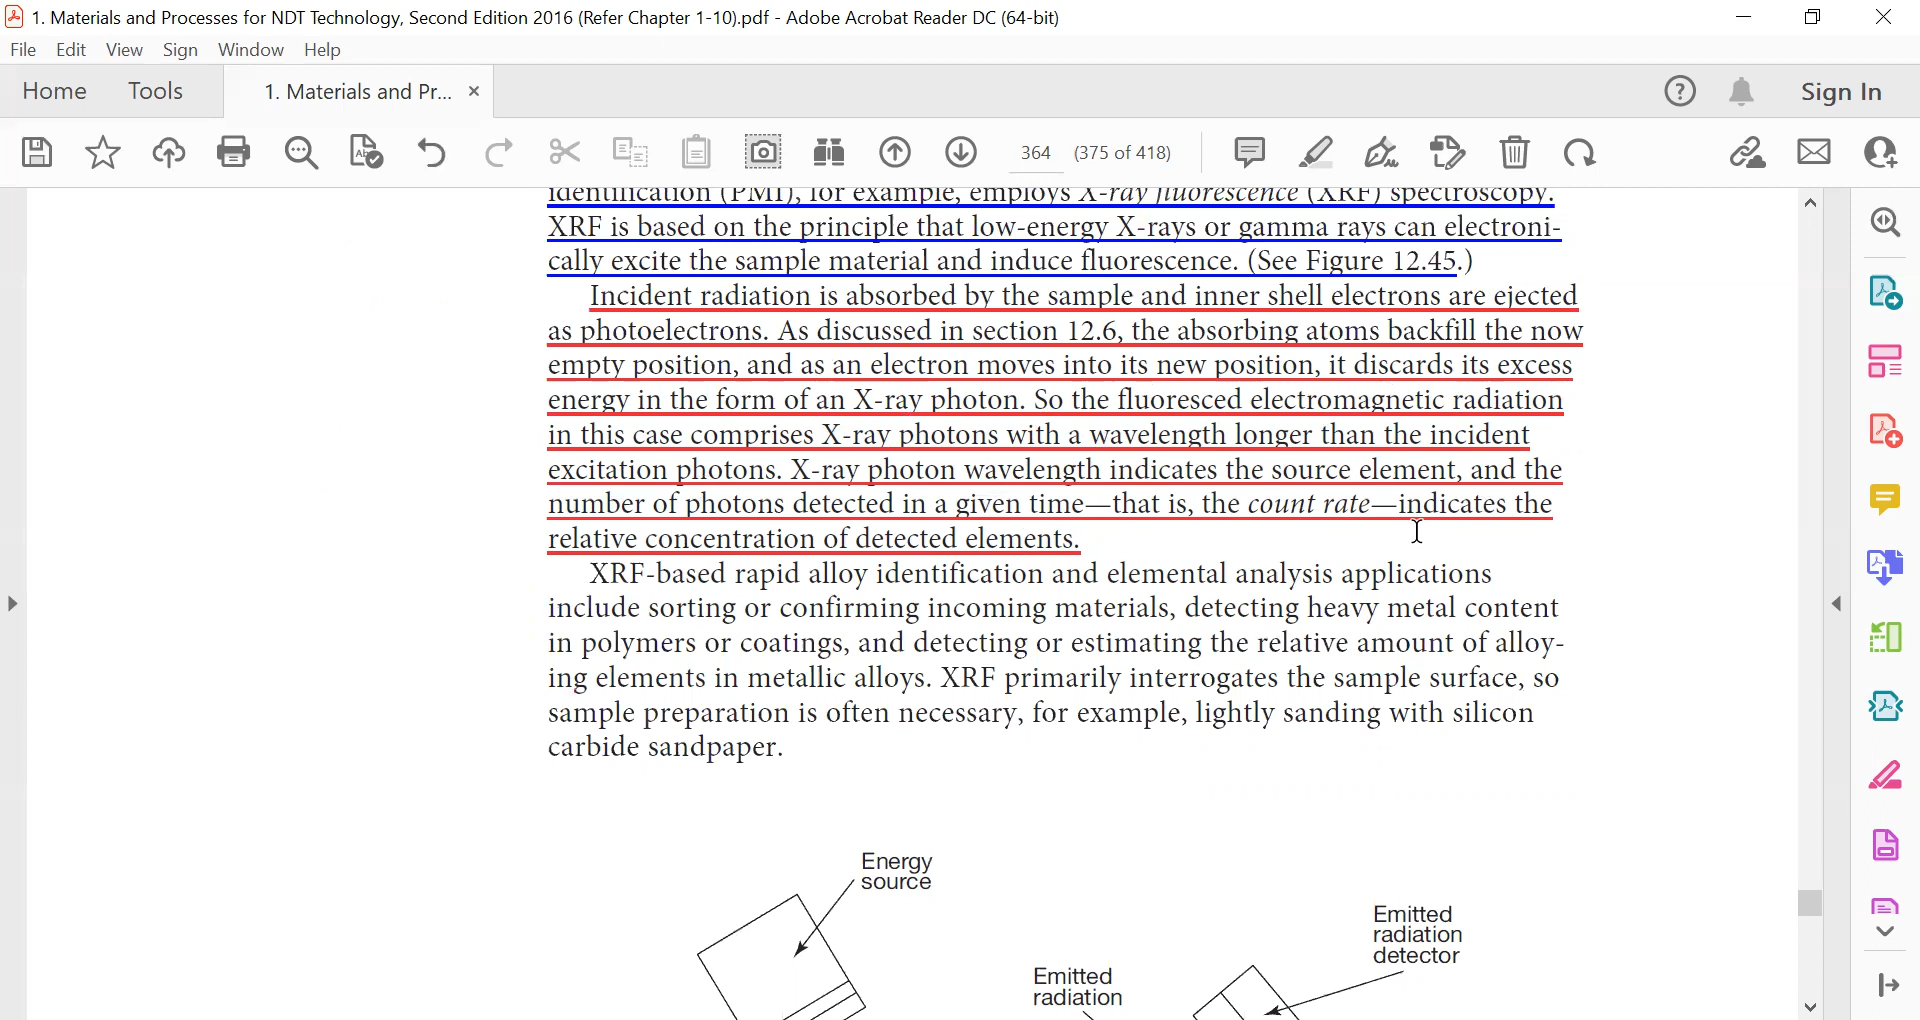 1. Materials and Processes for NDT Technology, Second Edition 2016 (Refer Chapter 1-10).pdf - Adobe Acrobat Reader DC (64-bit)
File Edit View Sign Window Help
Home Tools 1. Materials and Pr... × Sign In
364 (375 of 418)
identification (PMI), for example, employs X-ray fluorescence (XRF) spectroscopy.
XRF is based on the principle that low-energy X-rays or gamma rays can electroni-
cally excite the sample material and induce fluorescence. (See Figure 12.45.)
Incident radiation is absorbed by the sample and inner shell electrons are ejected
as photoelectrons. As discussed in section 12.6, the absorbing atoms backfill the now
empty position, and as an electron moves into its new position, it discards its excess
energy in the form of an X-ray photon. So the fluoresced electromagnetic radiation
in this case comprises X-ray photons with a wavelength longer than the incident
excitation photons. X-ray photon wavelength indicates the source element, and the
number of photons detected in a given time—that is, the count rate—indicates the
relative concentration of detected elements.
XRF-based rapid alloy identification and elemental analysis applications
include sorting or confirming incoming materials, detecting heavy metal content
in polymers or coatings, and detecting or estimating the relative amount of alloy-
ing elements in metallic alloys. XRF primarily interrogates the sample surface, so
sample preparation is often necessary, for example, lightly sanding with silicon
carbide sandpaper.
Energy
source
Emitted
radiation
detector
Emitted
radiation